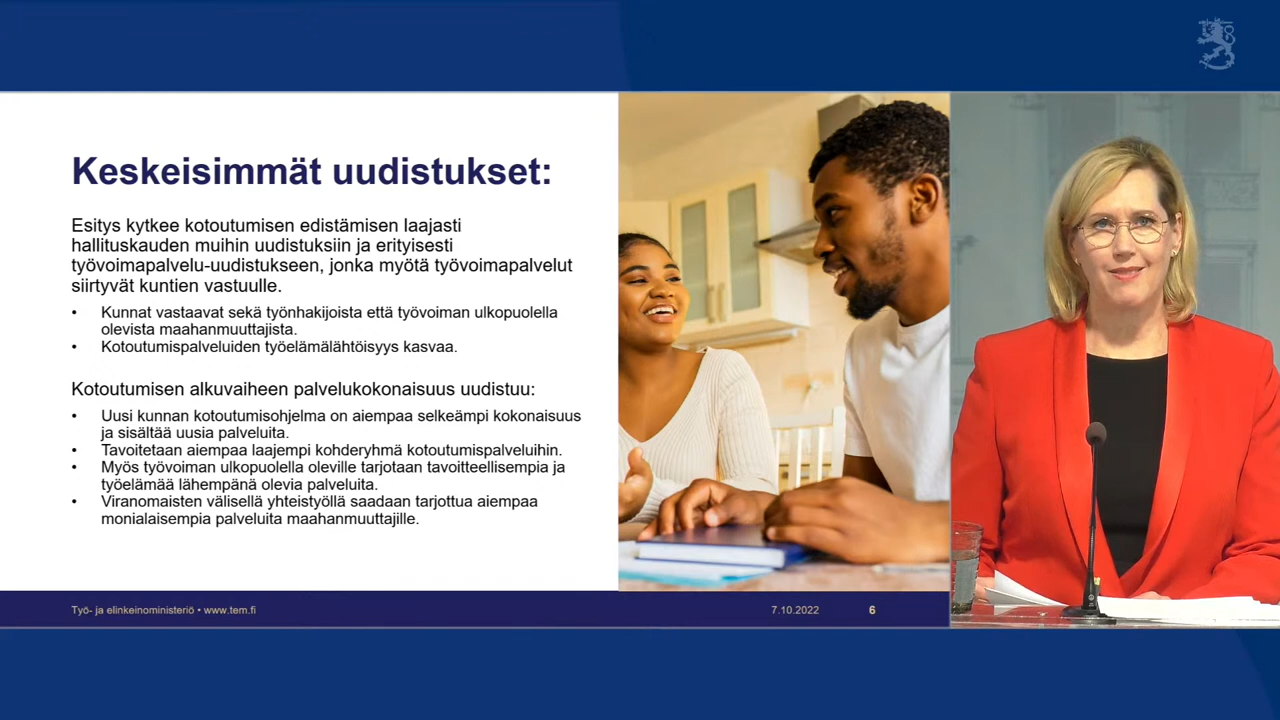 Keskeisimmät uudistukset:
Esitys kytkee kotoutumisen edistämisen laajasti
hallituskauden muihin uudistuksiin ja erityisesti
työvoimapalvelu-uudistukseen, jonka myötä työvoimapalvelut
siirtyvät kuntien vastuulle.
• Kunnat vastaavat sekä työnhakijoista että työvoiman ulkopuolella
olevista maahanmuuttajista.
• Kotoutumispalveluiden työelämälähtöisyys kasvaa.
Kotoutumisen alkuvaiheen palvelukokonaisuus uudistuu:
• Uusi kunnan kotoutumisohjelma on aiempaa selkeämpi kokonaisuus
ja sisältää uusia palveluita.
• Tavoitetaan aiempaa laajempi kohderyhmä kotoutumispalveluihin.
• Myös työvoiman ulkopuolella oleville tarjotaan tavoitteellisempia ja
työelämää lähempänä olevia palveluita.
• Viranomaisten välisellä yhteistyöllä saadaan tarjottua aiempaa
monialaisempia palveluita maahanmuuttajille.
Työ- ja elinkeinoministeriö • www.tem.fi 7.10.2022 6